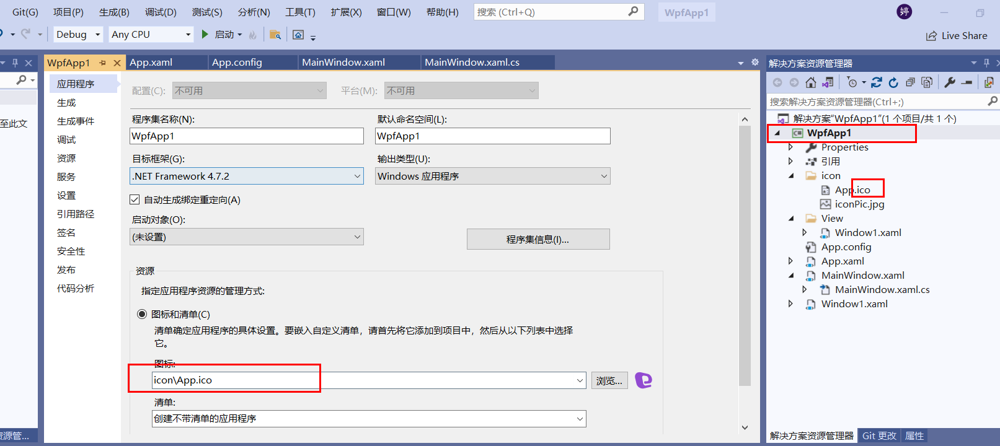 Git(G) 项目(P) 生成(B) 调试(D) 测试(S) 分析(N) 工具(T) 扩展(X) 窗口(W) 帮助(H) 搜索 (Ctrl+Q) WpfApp1 婷
Debug Any CPU 启动 Live Share
WpfApp1 App.xaml App.config MainWindow.xaml MainWindow.xaml.cs
至此文
资源管...
应用程序
生成
生成事件
调试
资源
服务
设置
引用路径
签名
安全性
发布
代码分析
配置(C): 不可用 平台(M): 不可用
程序集名称(N): 默认命名空间(L):
WpfApp1 WpfApp1
目标框架(G): 输出类型(U):
.NET Framework 4.7.2 Windows 应用程序
自动生成绑定重定向(A)
启动对象(O):
(未设置) 程序集信息(I)...
资源
指定应用程序资源的管理方式:
图标和清单(C)
清单确定应用程序的具体设置。要嵌入自定义清单，请首先将它添加到项目中，然后从以下列表中选择
它。
图标:
icon\App.ico 浏览...
清单:
创建不带清单的应用程序
解决方案资源管理器
搜索解决方案资源管理器(Ctrl+;)
解决方案"WpfApp1"(1 个项目/共 1 个)
C# WpfApp1
Properties
引用
icon
App.ico
iconPic.jpg
View
Window1.xaml
App.config
App.xaml
MainWindow.xaml
MainWindow.xaml.cs
Window1.xaml
解决方案资源管理器 Git 更改 属性